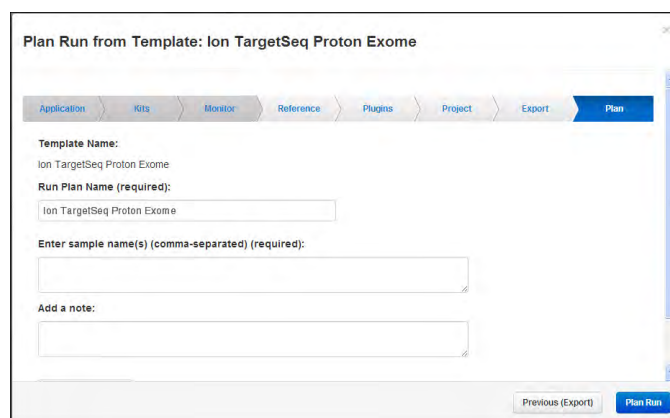 Plan Run from Template: Ion TargetSeq Proton Exome
Application Kits Monitor Reference Plugins Project Export Plan
Template Name:
Ion TargetSeq Proton Exome
Run Plan Name (required):
Ion TargetSeq Proton Exome
Enter sample name(s) (comma-separated) (required):
Add a note:
Previous (Export) Plan Run